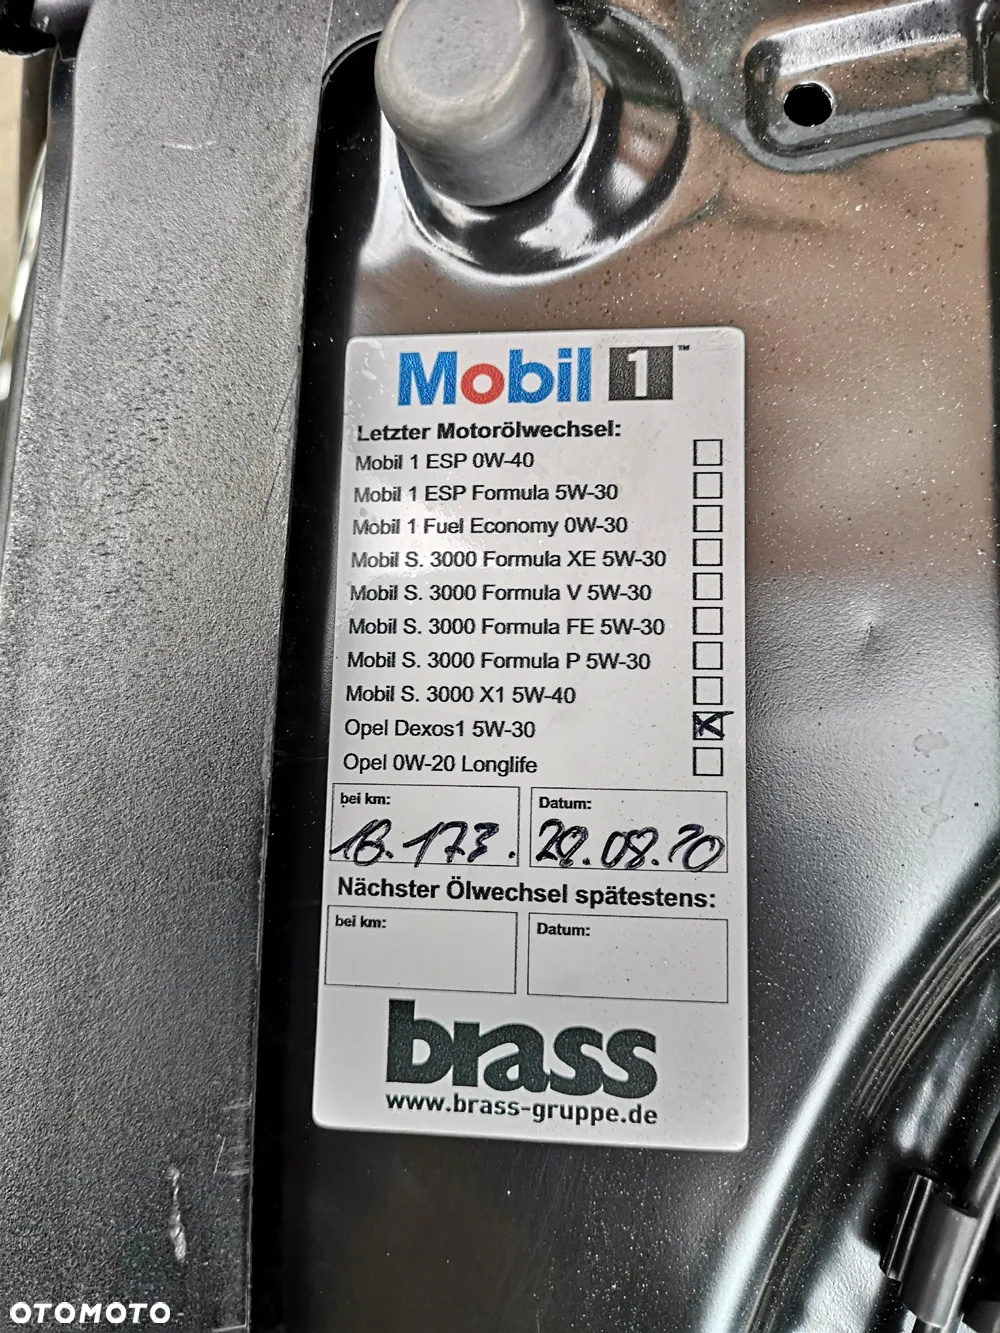 Mobil 1™
Letzter Motorölwechsel:
Mobil 1 ESP 0W-40
Mobil 1 ESP Formula 5W-30
Mobil 1 Fuel Economy 0W-30
Mobil S. 3000 Formula XE 5W-30
Mobil S. 3000 Formula V 5W-30
Mobil S. 3000 Formula FE 5W-30
Mobil S. 3000 Formula P 5W-30
Mobil S. 3000 X1 5W-40
Opel Dexos1 5W-30
Opel 0W-20 Longlife
bei km: Datum:
18.173. 28.08.20
Nächster Ölwechsel spätestens:
bei km: Datum:
brass
www.brass-gruppe.de
OTOMOTO